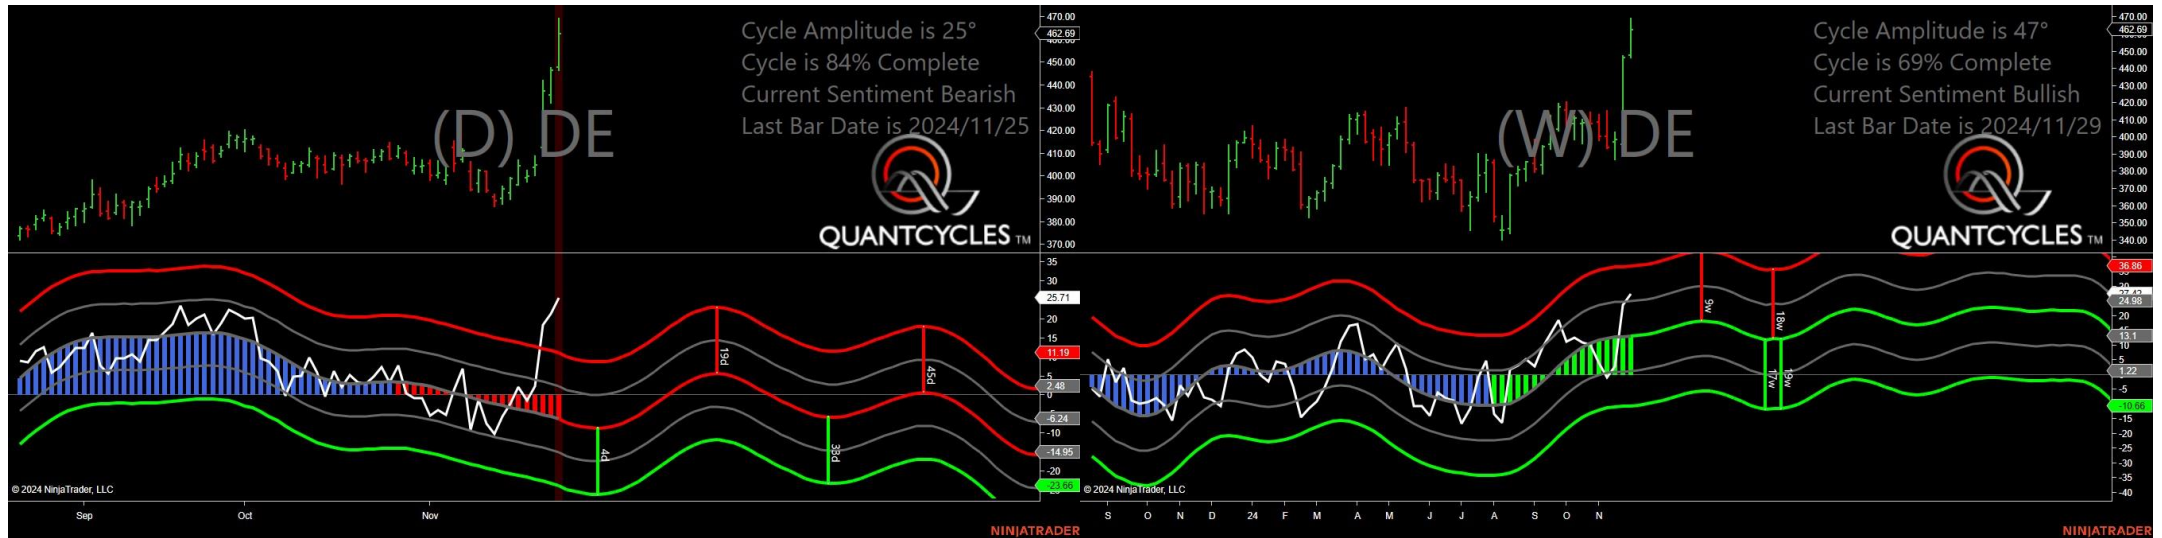 Cycle Amplitude is 25°
Cycle is 84% Complete
Current Sentiment Bearish
Last Bar Date is 2024/11/25
(D) DE
QUANTCYCLES TM
470.00
462.69
450.00
440.00
430.00
420.00
410.00
400.00
390.00
380.00
370.00
35
30
25.71
20
15
11.19
5
2.48
0
-6.24
-10
-14.95
-20
-23.66
4d
19d
33d
45d
© 2024 NinjaTrader, LLC
Sep Oct Nov
NINJATRADER
Cycle Amplitude is 47°
Cycle is 69% Complete
Current Sentiment Bullish
Last Bar Date is 2024/11/29
(W) DE
QUANTCYCLES TM
470.00
462.69
450.00
440.00
430.00
420.00
410.00
400.00
390.00
380.00
370.00
360.00
350.00
340.00
36.86
24.98
20
13.1
10
5
1.22
-5
-10.66
-15
-20
-25
-30
-35
-40
9w
18w
17w
19w
© 2024 NinjaTrader, LLC
S O N D 24 F M A M J J A S O N
NINJATRADER